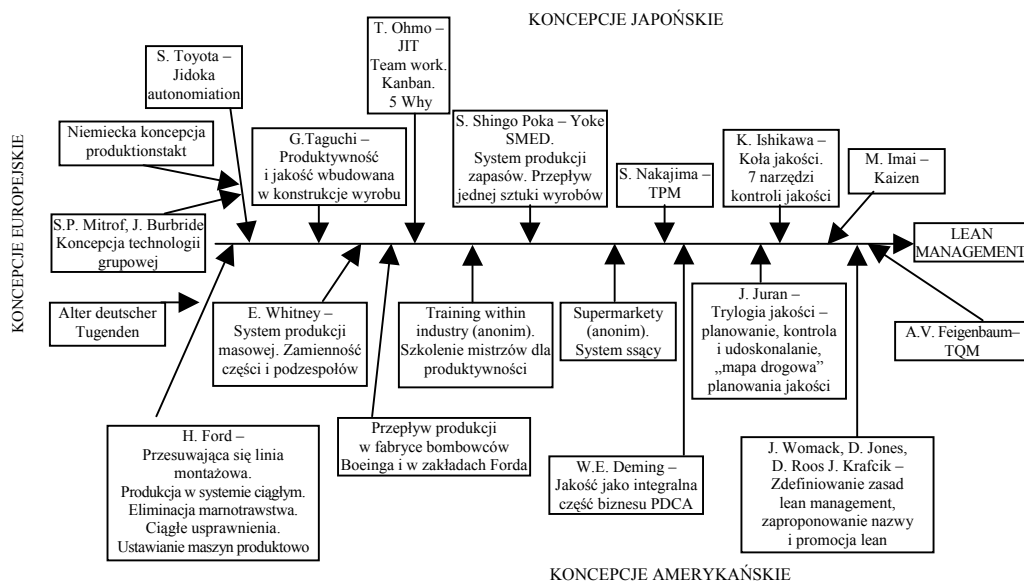 KONCEPCJE JAPOŃSKIE
KONCEPCJE EUROPEJSKIE
S. Toyota –
Jidoka
autonomiation
Niemiecka koncepcja
produktionstakt
S.P. Mitrof, J. Burbride
Koncepcja technologii
grupowej
Alter deutscher
Tugenden
G.Taguchi –
Produktywność
i jakość wbudowana
w konstrukcje wyrobu
T. Ohmo –
JIT
Team work.
Kanban.
5 Why
S. Shingo Poka – Yoke
SMED.
System produkcji
zapasów. Przepływ
jednej sztuki wyrobów
S. Nakajima –
TPM
K. Ishikawa –
Koła jakości.
7 narzędzi
kontroli jakości
M. Imai –
Kaizen
LEAN
MANAGEMENT
H. Ford –
Przesuwająca się linia
montażowa.
Produkcja w systemie ciągłym.
Eliminacja marnotrawstwa.
Ciągłe usprawnienia.
Ustawianie maszyn produktowo
E. Whitney –
System produkcji
masowej. Zamienność
części i podzespołów
Przepływ produkcji
w fabryce bombowców
Boeinga i w zakładach Forda
Training within
industry (anonim).
Szkolenie mistrzów dla
produktywności
Supermarkety
(anonim).
System ssący
W.E. Deming –
Jakość jako integralna
część biznesu PDCA
J. Juran –
Trylogia jakości –
planowanie, kontrola
i udoskonalanie,
„mapa drogowa”
planowania jakości
J. Womack, D. Jones,
D. Roos J. Krafcik –
Zdefiniowanie zasad
lean management,
zaproponowanie nazwy
i promocja lean
A.V. Feigenbaum–
TQM
KONCEPCJE AMERYKAŃSKIE